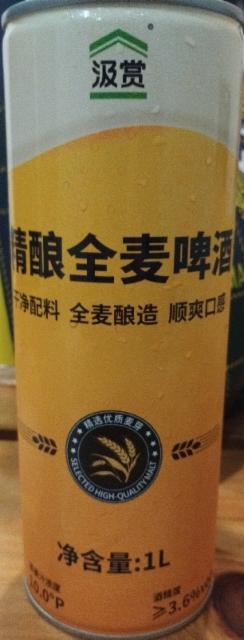 汲赏
精酿全麦啤酒
干净配料 全麦酿造 顺爽口感
精选优质麦芽
SELECTED HIGH-QUALITY MALT
净含量:1L
10.0°P
酒精度
≥3.6%vol